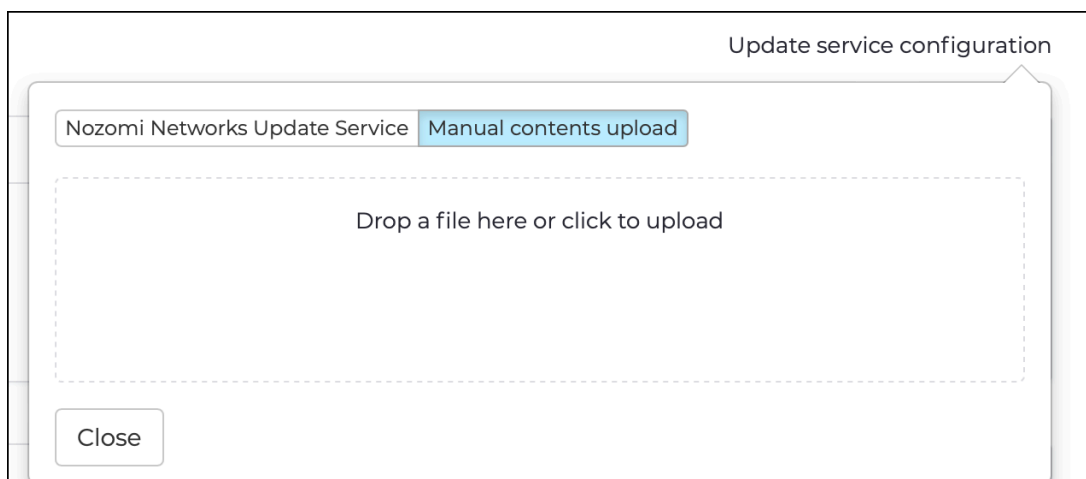 Update service configuration
Nozomi Networks Update Service
Manual contents upload
Drop a file here or click to upload
Close